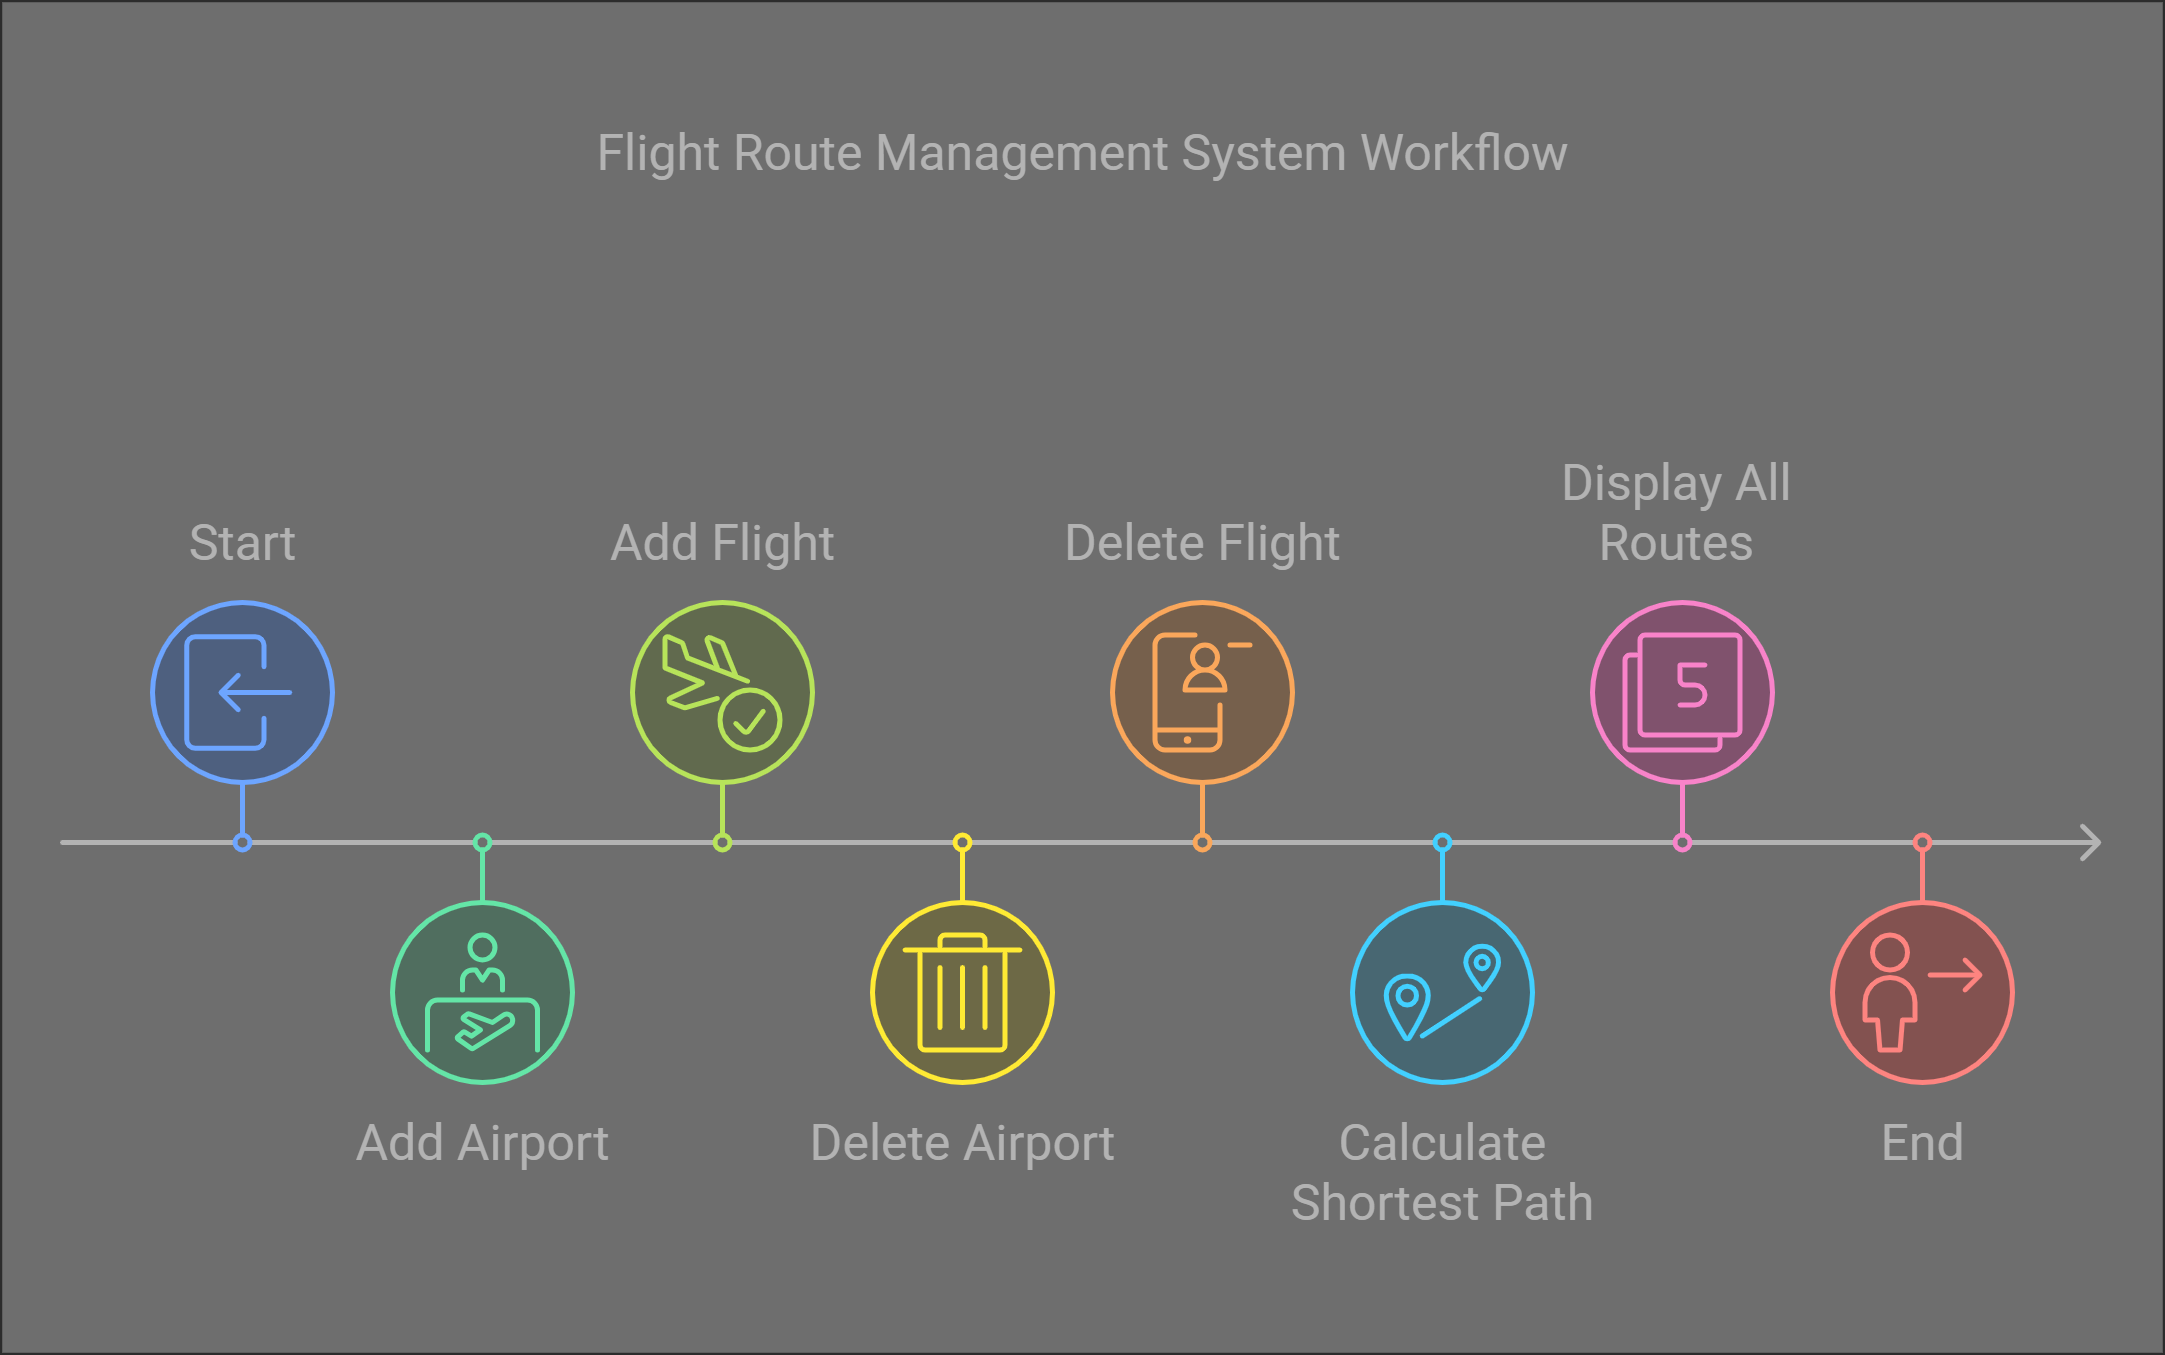 Flight Route Management System Workflow
Start
Add Airport
Add Flight
Delete Airport
Delete Flight
Calculate
Shortest Path
Display All
Routes
5
End